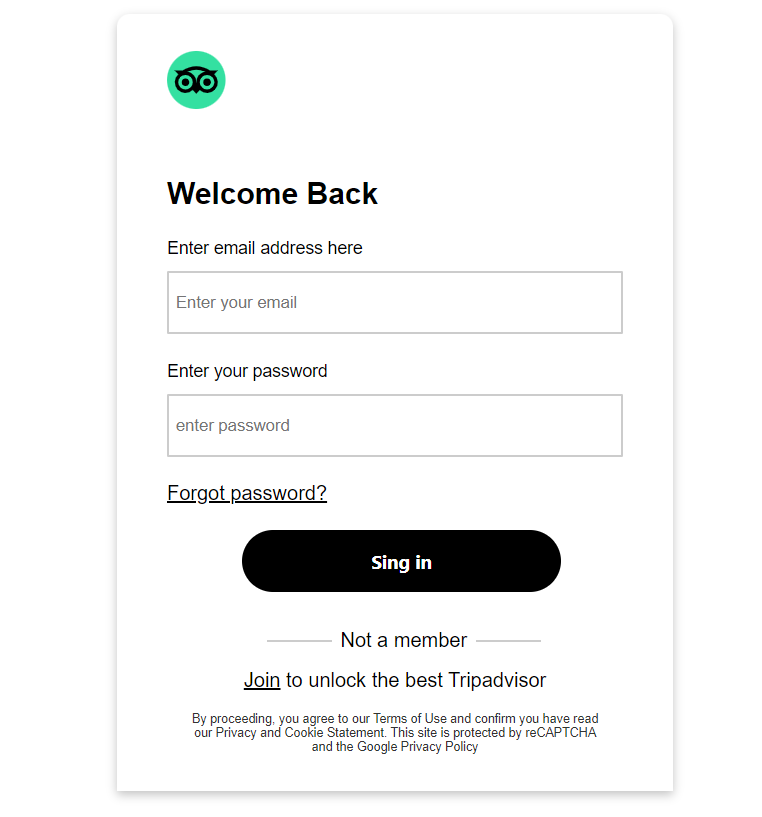 Welcome Back
Enter email address here
Enter your email
Enter your password
enter password
Forgot password?
Sing in
Not a member
Join to unlock the best Tripadvisor
By proceeding, you agree to our Terms of Use and confirm you have read
our Privacy and Cookie Statement. This site is protected by reCAPTCHA
and the Google Privacy Policy